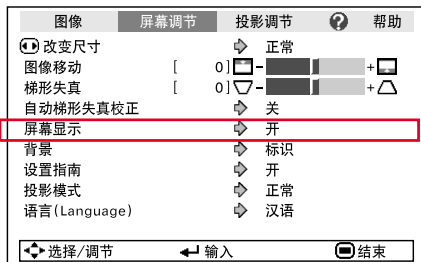 图像 屏幕调节 投影调节 ? 帮助
改变尺寸 正常
图像移动 [ 0] - +
梯形失真 [ 0] - +
自动梯形失真校正 关
屏幕显示 开
背景 标识
设置指南 开
投影模式 正常
语言(Language) 汉语
选择/调节 输入 结束